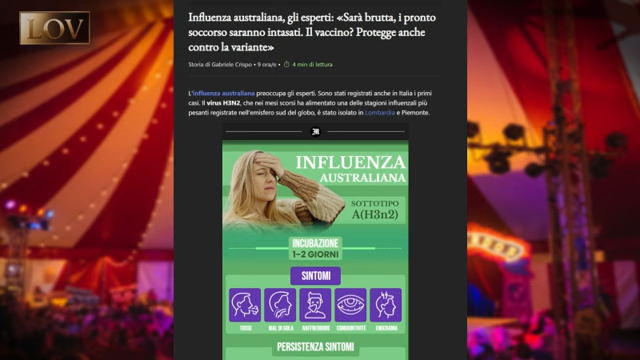 LOV
Influenza australiana, gli esperti: «Sarà brutta, i pronto
soccorso saranno intasati. Il vaccino? Protegge anche
contro la variante»
Storia di Gabriele Crispo • 9 ora/e • 4 min di lettura
L'influenza australiana preoccupa gli esperti. Sono stati registrati anche in Italia i primi
casi. Il virus H3N2, che nei mesi scorsi ha alimentato una delle stagioni influenzali più
pesanti registrate nell'emisfero sud del globo, è stato isolato in Lombardia e Piemonte.
INFLUENZA
AUSTRALIANA
SOTTOTIPO
A(H3n2)
INCUBAZIONE
1-2 GIORNI
SINTOMI
TOSSE
MAL DI GOLA
RAFFREDDORE
CONGIUNTIVITE
EMICRANIA
PERSISTENZA SINTOMI